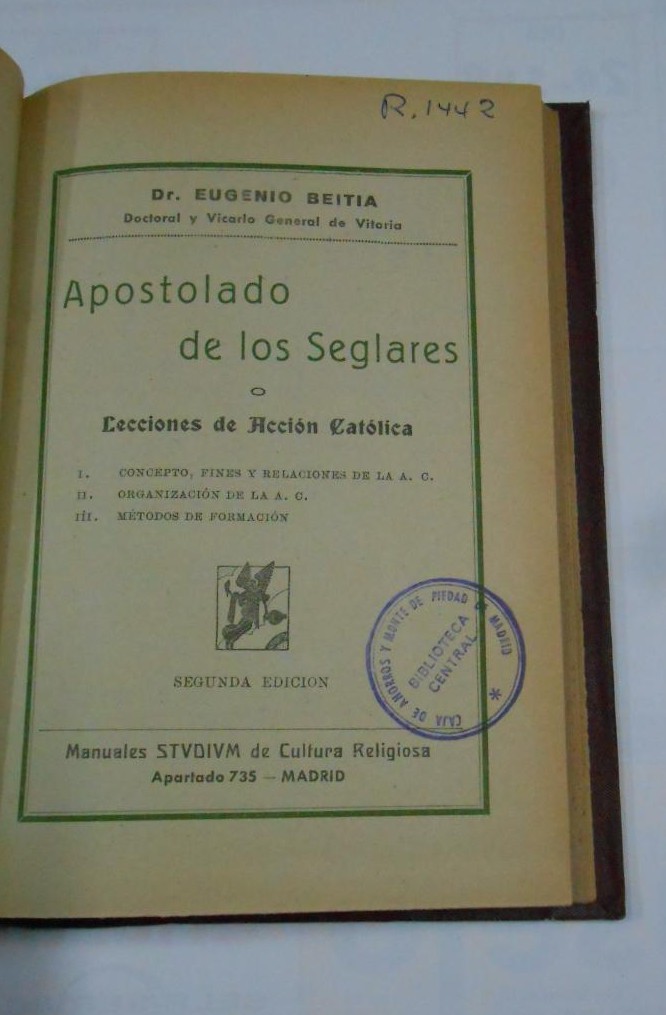 R. 1442
Dr. EUGENIO BEITIA
Doctoral y Vicario General de Vitoria
Apostolado
de los Seglares
o
Lecciones de Acción Católica
I. CONCEPTO, FINES Y RELACIONES DE LA A. C.
II. ORGANIZACIÓN DE LA A. C.
III. MÉTODOS DE FORMACIÓN
SEGUNDA EDICION
CAJA DE AHORROS Y MONTE DE PIEDAD DE MADRID
BIBLIOTECA
CENTRAL
*
Manuales STVDIVM de Cultura Religiosa
Apartado 735 — MADRID